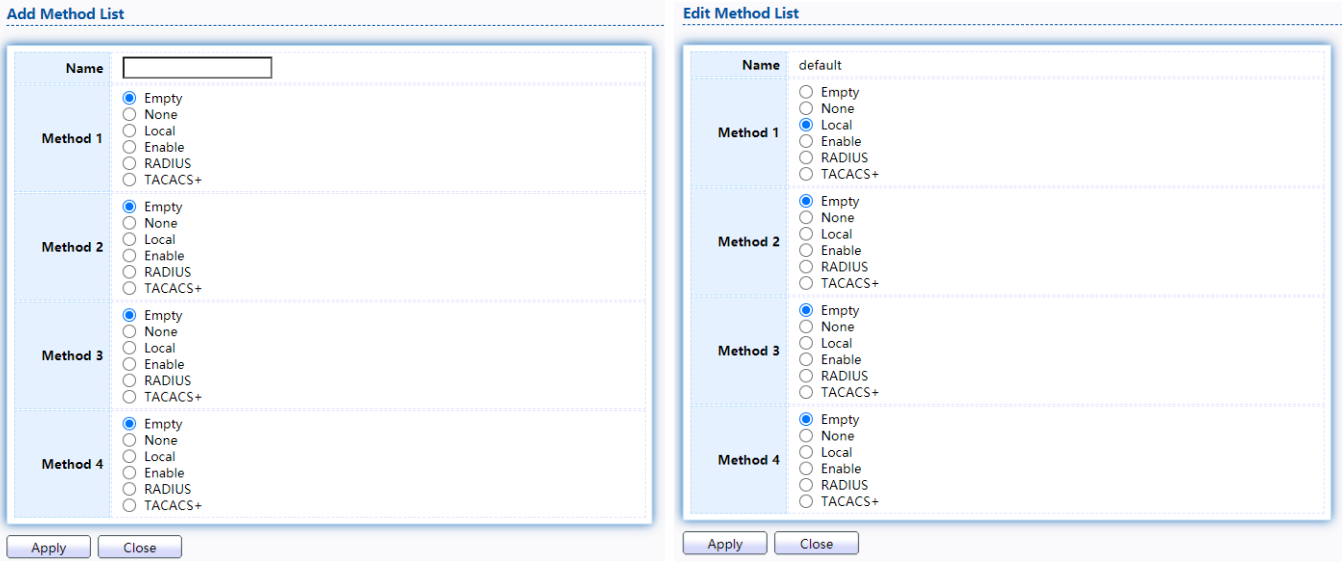 Add Method List
Name
Method 1
Empty
None
Local
Enable
RADIUS
TACACS+
Method 2
Empty
None
Local
Enable
RADIUS
TACACS+
Method 3
Empty
None
Local
Enable
RADIUS
TACACS+
Method 4
Empty
None
Local
Enable
RADIUS
TACACS+
Apply Close
Edit Method List
Name default
Method 1
Empty
None
Local
Enable
RADIUS
TACACS+
Method 2
Empty
None
Local
Enable
RADIUS
TACACS+
Method 3
Empty
None
Local
Enable
RADIUS
TACACS+
Method 4
Empty
None
Local
Enable
RADIUS
TACACS+
Apply Close